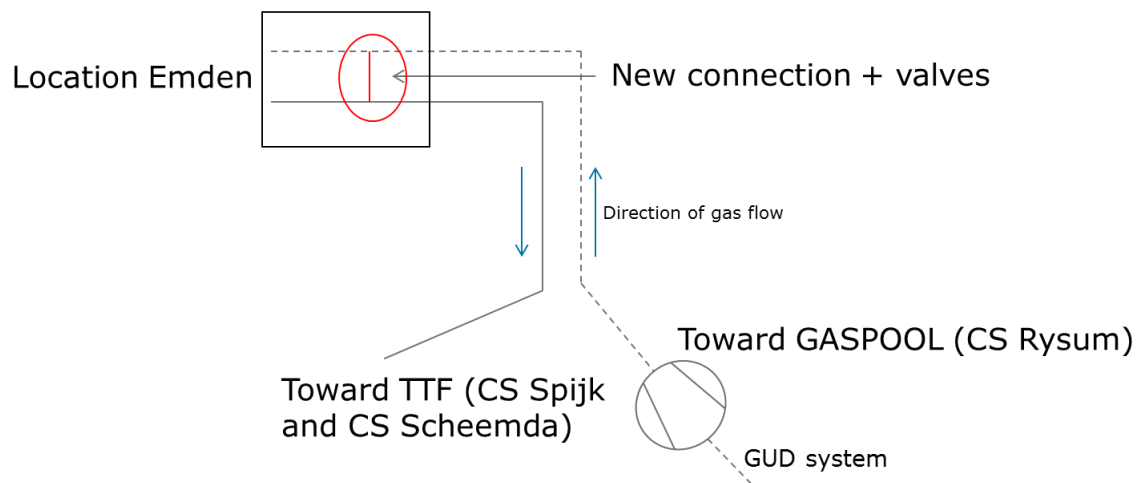 Location Emden
New connection + valves
Direction of gas flow
Toward GASPOOL (CS Rysum)
Toward TTF (CS Spijk
and CS Scheemda)
GUD system